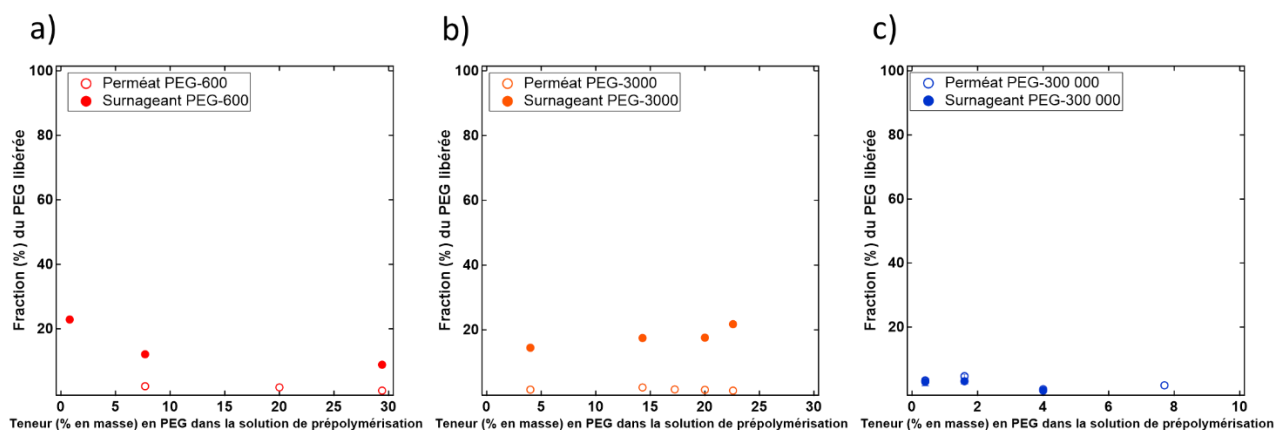 a)
Fraction (%) du PEG libérée
100
80
60
40
20
Perméat PEG-600
Surnageant PEG-600
0 5 10 15 20 25 30
Teneur (% en masse) en PEG dans la solution de prépolymérisation
b)
Fraction (%) du PEG libérée
100
80
60
40
20
Perméat PEG-3000
Surnageant PEG-3000
0 5 10 15 20 25 30
Teneur (% en masse) en PEG dans la solution de prépolymérisation
c)
Fraction (%) du PEG libérée
100
80
60
40
20
Perméat PEG-300 000
Surnageant PEG-300 000
0 2 4 6 8 10
Teneur (% en masse) en PEG dans la solution de prépolymérisation